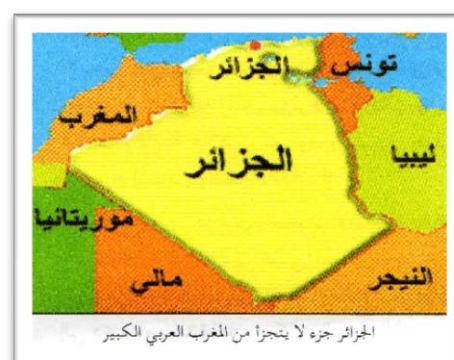 الجزائر
تونس
المغرب
الجزائر
ليبيا
موريتانيا
مالي
النيجر
الجزائر جزء لا يتجزأ من المغرب العربي الكبير